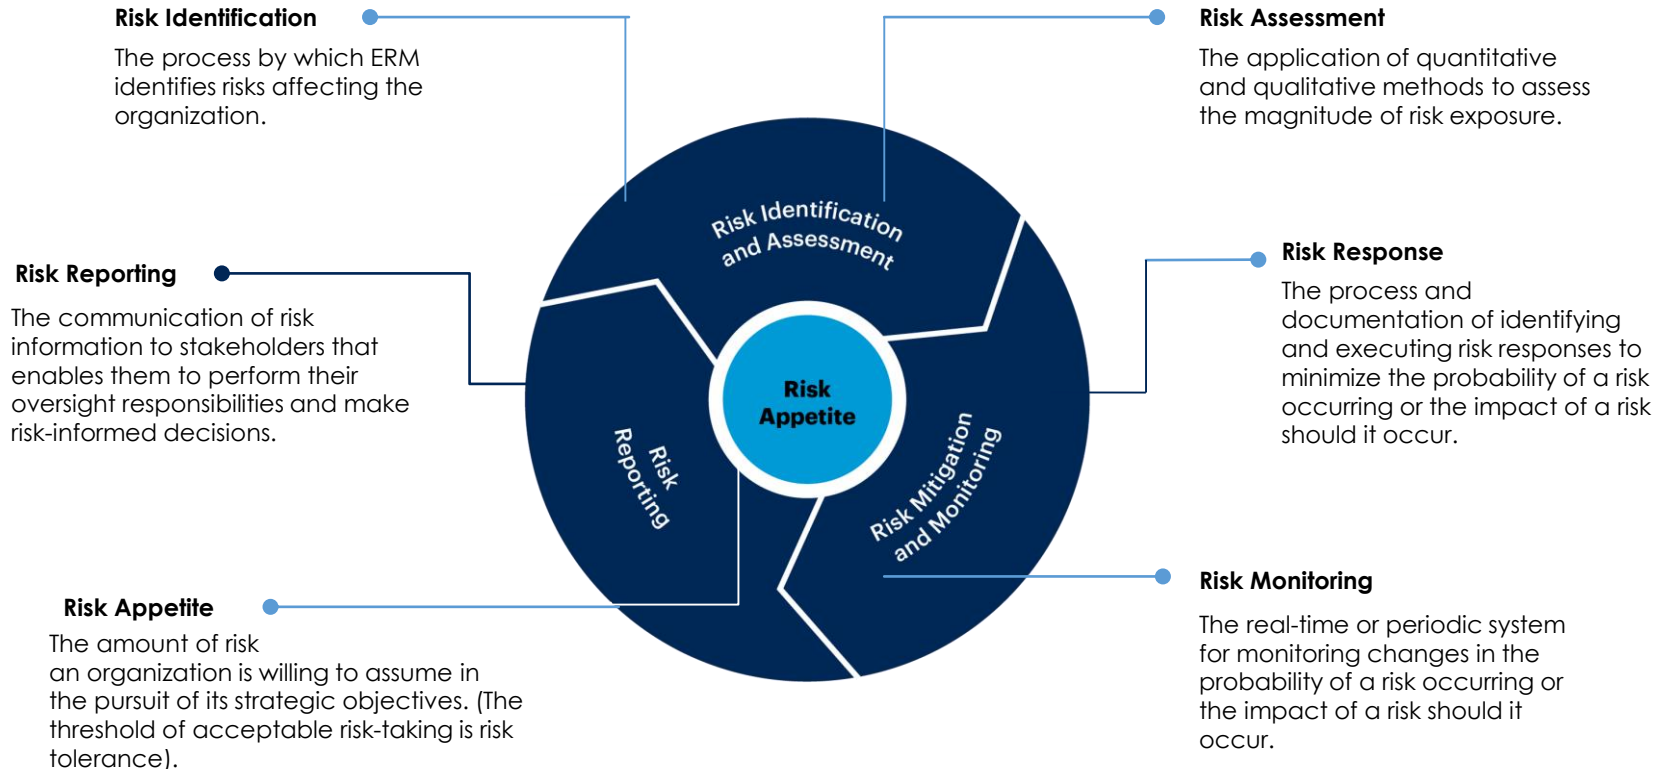 Risk Identification
The process by which ERM
identifies risks affecting the
organization.
Risk Assessment
The application of quantitative
and qualitative methods to assess
the magnitude of risk exposure.
Risk Identification
and Assessment
Risk Reporting
The communication of risk
information to stakeholders that
enables them to perform their
oversight responsibilities and make
risk-informed decisions.
Risk Response
The process and
documentation of identifying
and executing risk responses to
minimize the probability of a risk
occurring or the impact of a risk
should it occur.
Risk
Appetite
Risk
Reporting
Risk Mitigation
and Monitoring
Risk Appetite
The amount of risk
an organization is willing to assume in
the pursuit of its strategic objectives. (The
threshold of acceptable risk-taking is risk
tolerance).
Risk Monitoring
The real-time or periodic system
for monitoring changes in the
probability of a risk occurring or
the impact of a risk should it
occur.